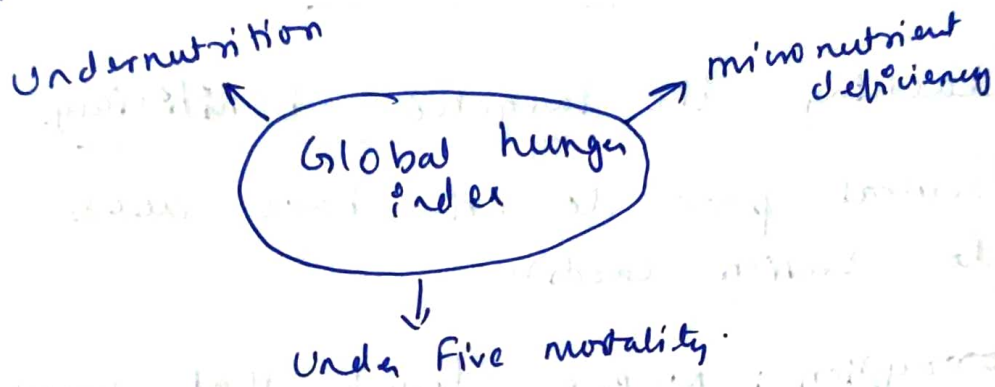 Undernutrition
micronutrient
deficiency
Global hunger
index
Under Five mortality.